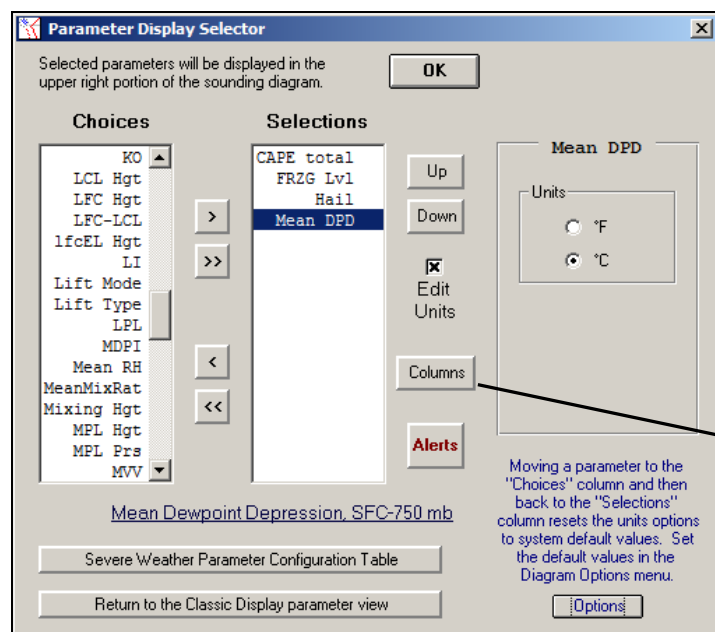 Parameter Display Selector
Selected parameters will be displayed in the
upper right portion of the sounding diagram.
OK
Choices
Selections
KO
LCL Hgt
LFC Hgt
LFC-LCL
lfcEL Hgt
LI
Lift Mode
Lift Type
LPL
MDPI
Mean RH
MeanMixRat
Mixing Hgt
MPL Hgt
MPL Prs
MVV
>
>>
<
<<
CAPE total
FRZG Lvl
Hail
Mean DPD
Up
Down
Edit
Units
Columns
Alerts
Mean DPD
Units
°F
°C
Mean Dewpoint Depression, SFC-750 mb
Severe Weather Parameter Configuration Table
Return to the Classic Display parameter view
Moving a parameter to the
"Choices" column and then
back to the "Selections"
column resets the units options
to system default values. Set
the default values in the
Diagram Options menu.
Options